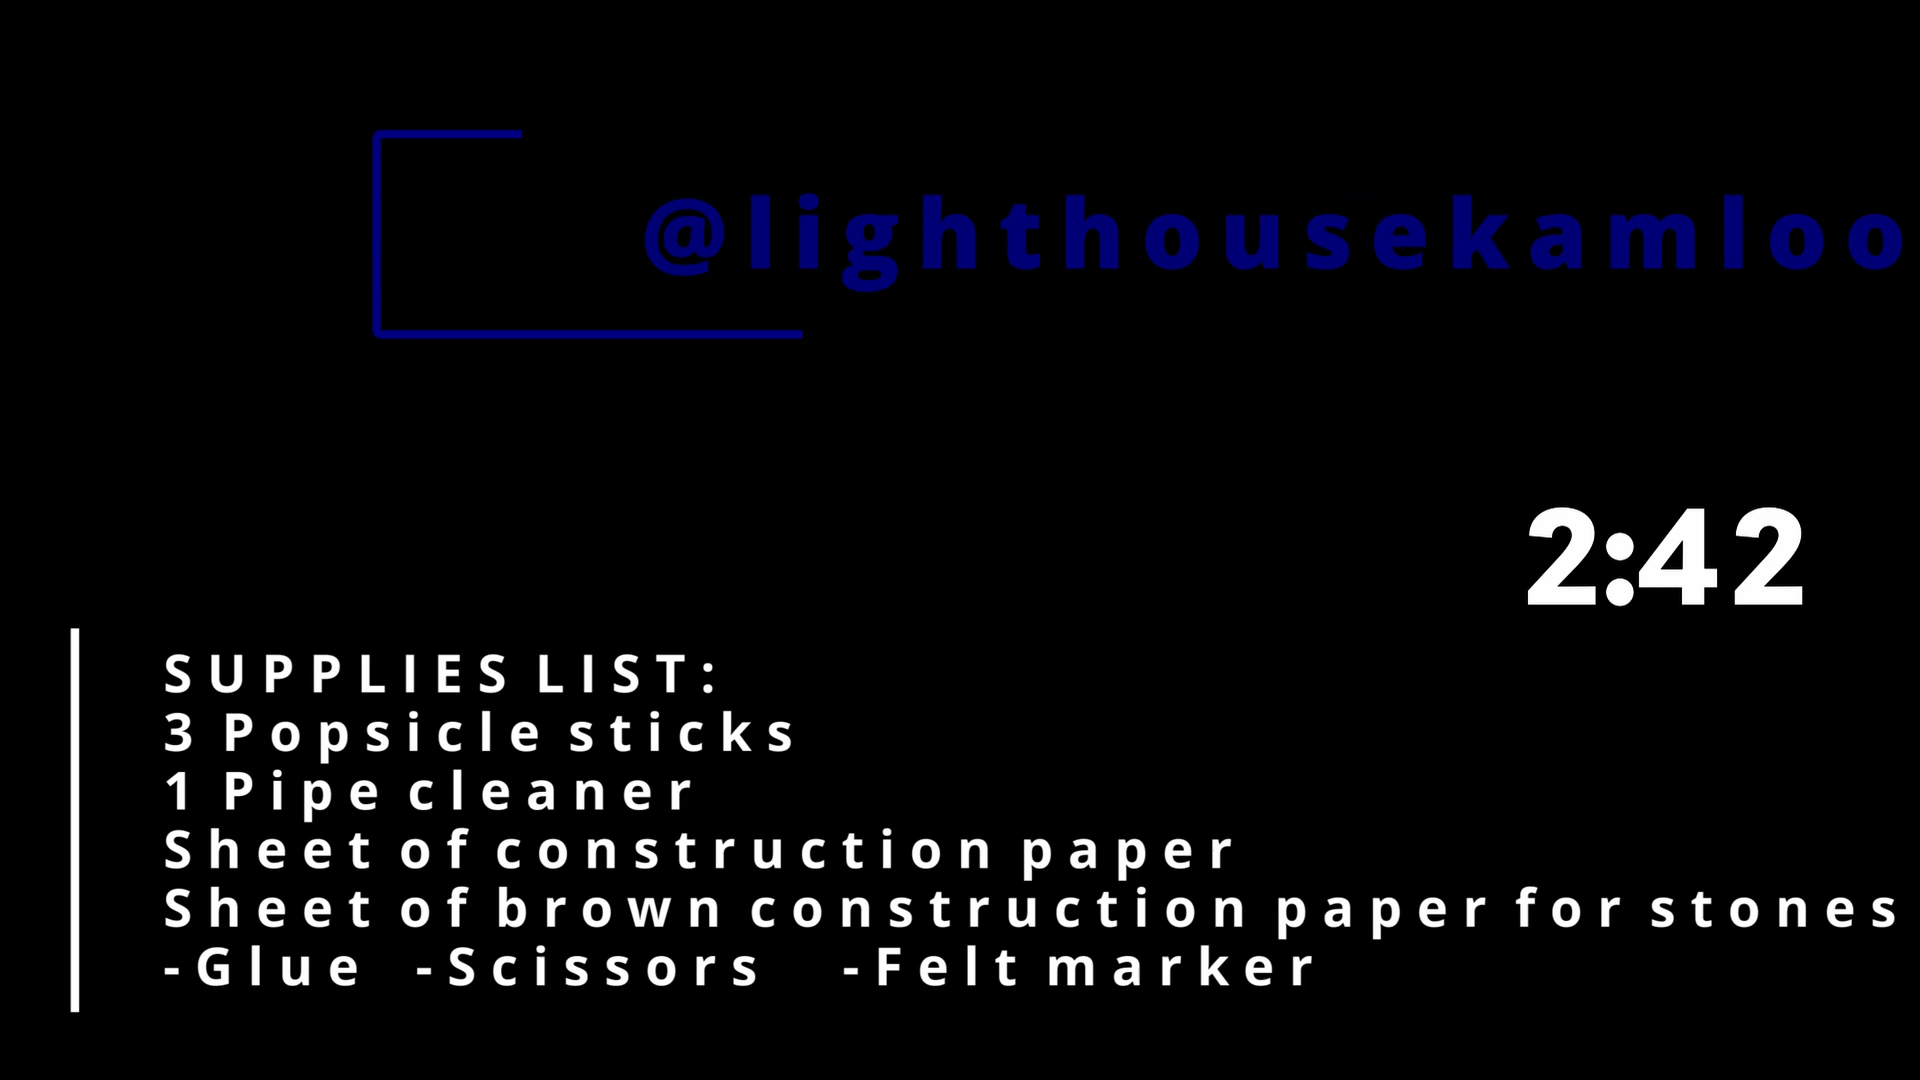 @lighthousekamloo
2:42
SUPPLIES LIST:
3 Popsicle sticks
1 Pipe cleaner
Sheet of construction paper
Sheet of brown construction paper for stones
-Glue -Scissors -Felt marker